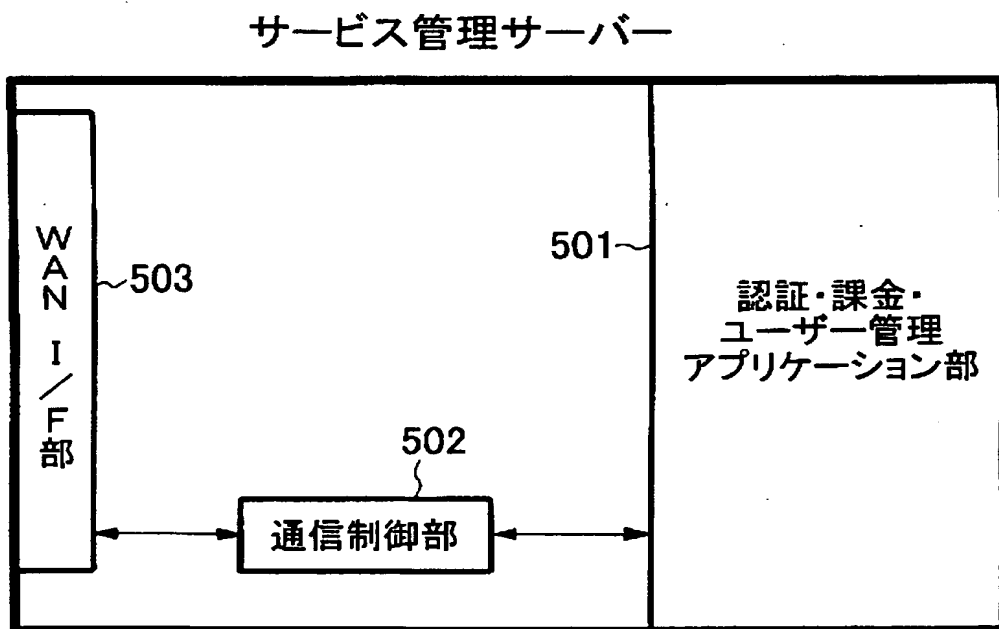 サービス管理サーバー
WAN I/F部
503
501
認証・課金・
ユーザー管理
アプリケーション部
502
通信制御部